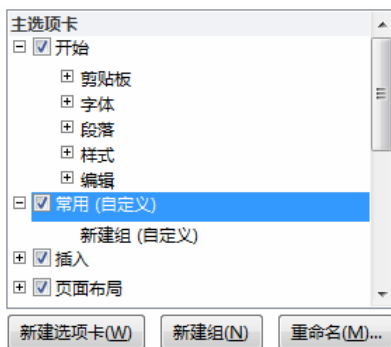 主选项卡
开始
剪贴板
字体
段落
样式
编辑
常用 (自定义)
新建组 (自定义)
插入
页面布局
新建选项卡(W) 新建组(N) 重命名(M)...